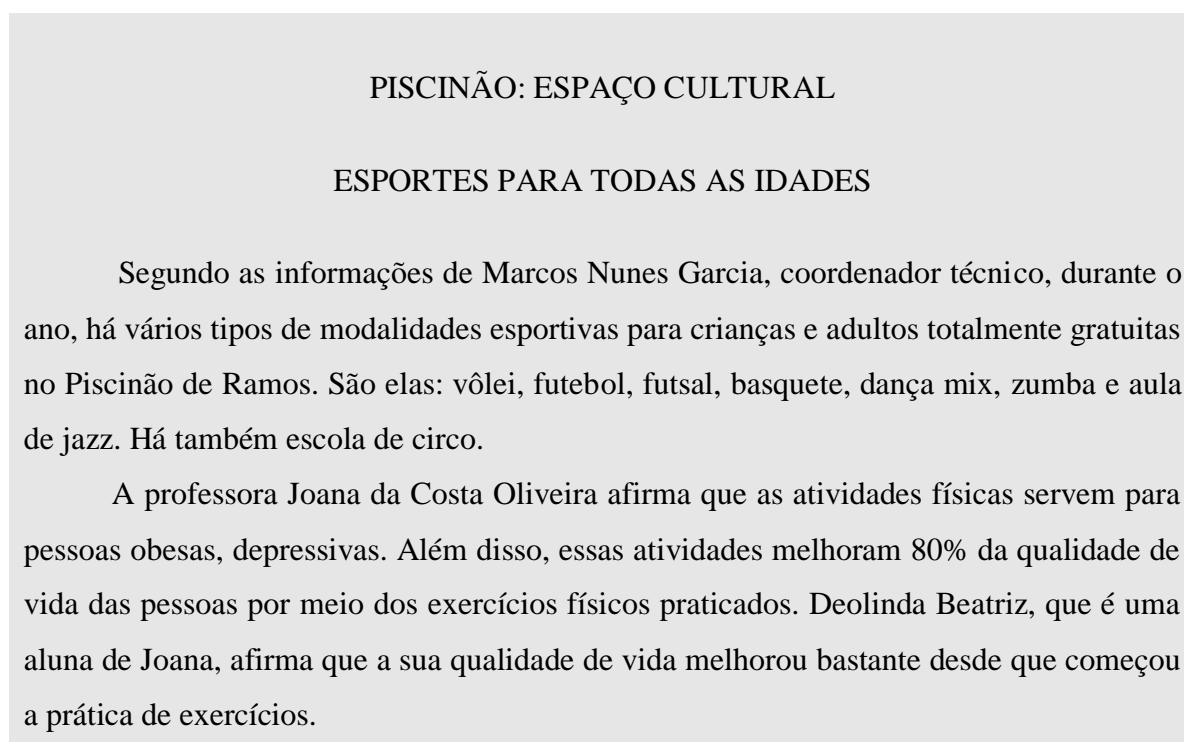 PISCINÃO: ESPAÇO CULTURAL
ESPORTES PARA TODAS AS IDADES
Segundo as informações de Marcos Nunes Garcia, coordenador técnico, durante o
ano, há vários tipos de modalidades esportivas para crianças e adultos totalmente gratuitas
no Piscinão de Ramos. São elas: vôlei, futebol, futsal, basquete, dança mix, zumba e aula
de jazz. Há também escola de circo.
A professora Joana da Costa Oliveira afirma que as atividades físicas servem para
pessoas obesas, depressivas. Além disso, essas atividades melhoram 80% da qualidade de
vida das pessoas por meio dos exercícios físicos praticados. Deolinda Beatriz, que é uma
aluna de Joana, afirma que a sua qualidade de vida melhorou bastante desde que começou
a prática de exercícios.